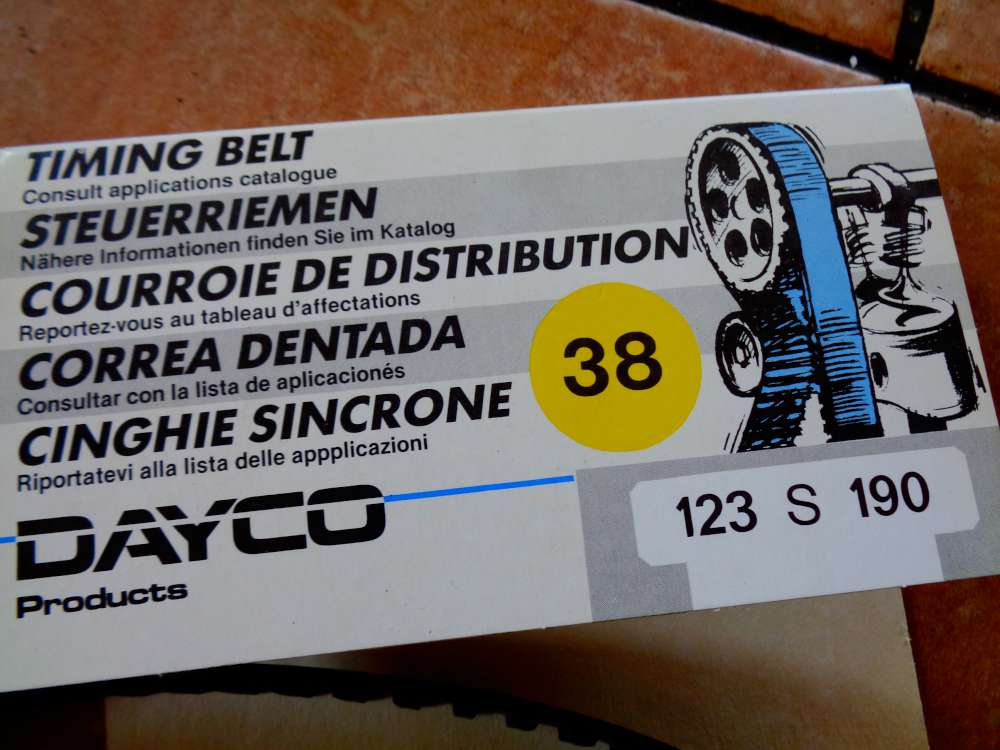 TIMING BELT
Consult applications catalogue
STEUERRIEMEN
Nähere Informationen finden Sie im Katalog
COURROIE DE DISTRIBUTION
Reportez-vous au tableau d'affectations
CORREA DENTADA
Consultar con la lista de aplicacionés
CINGHIE SINCRONE
Riportatevi alla lista delle appplicazioni
38
DAYCO
Products
123 S 190